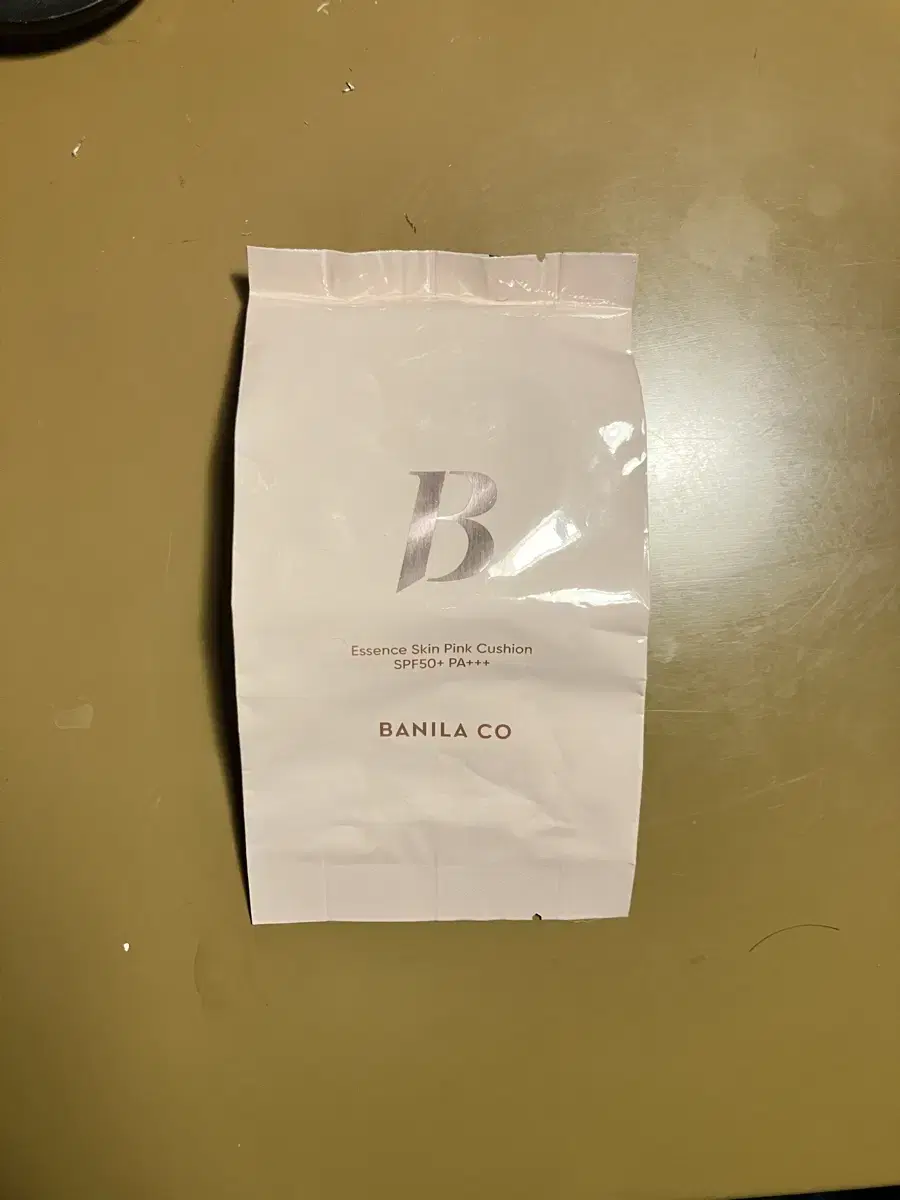 B
Essence Skin Pink Cushion
SPF50+ PA+++
BANILA CO